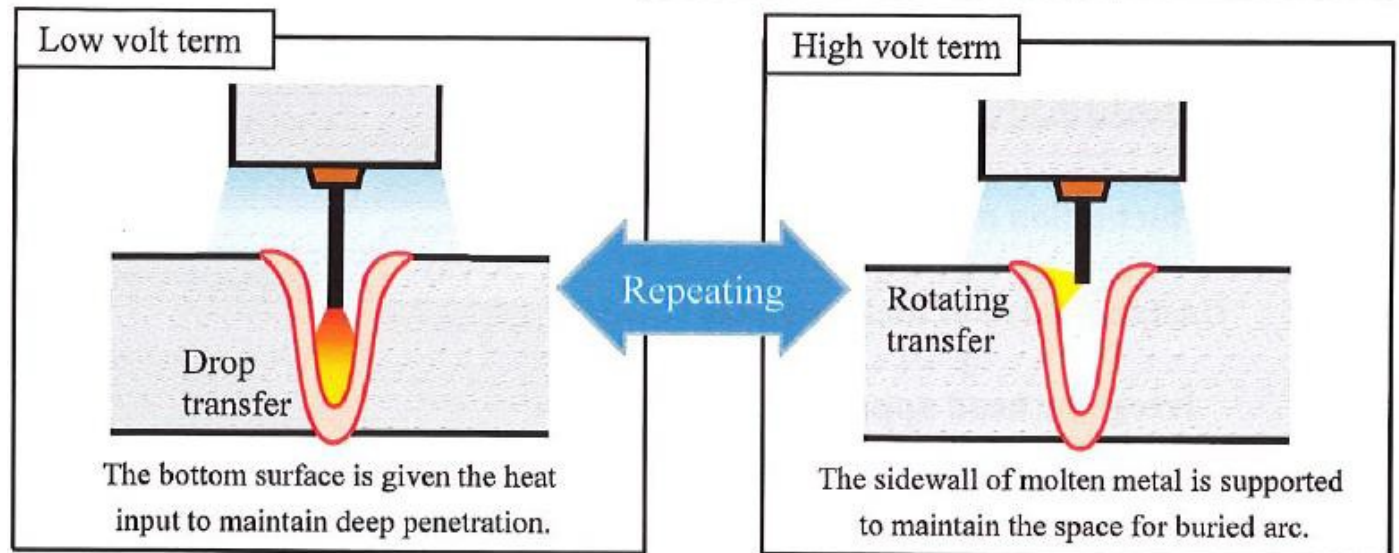 Low volt term
Drop
transfer
The bottom surface is given the heat
input to maintain deep penetration.
Repeating
High volt term
Rotating
transfer
The sidewall of molten metal is supported
to maintain the space for buried arc.